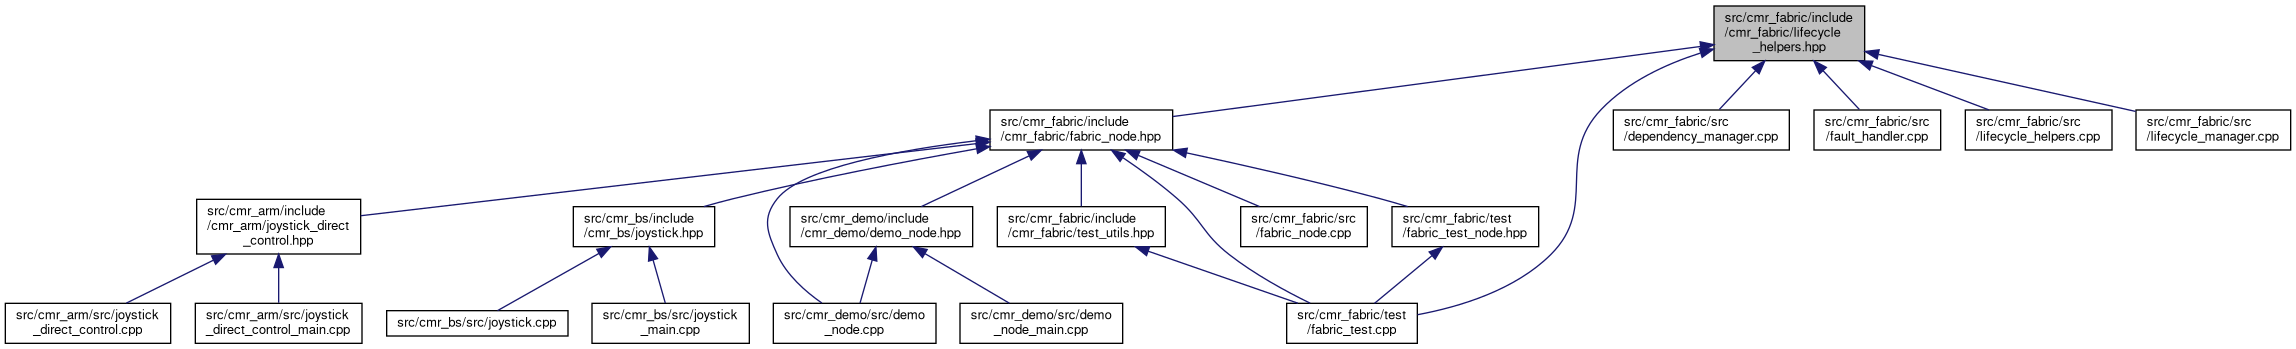 src/cmr_fabric/include
/cmr_fabric/lifecycle
_helpers.hpp
src/cmr_fabric/include
/cmr_fabric/fabric_node.hpp
src/cmr_fabric/src
/dependency_manager.cpp
src/cmr_fabric/src
/fault_handler.cpp
src/cmr_fabric/src
/lifecycle_helpers.cpp
src/cmr_fabric/src
/lifecycle_manager.cpp
src/cmr_arm/include
/cmr_arm/joystick_direct
_control.hpp
src/cmr_bs/include
/cmr_bs/joystick.hpp
src/cmr_demo/include
/cmr_demo/demo_node.hpp
src/cmr_fabric/include
/cmr_fabric/test_utils.hpp
src/cmr_fabric/src
/fabric_node.cpp
src/cmr_fabric/test
/fabric_test_node.hpp
src/cmr_arm/src/joystick
_direct_control.cpp
src/cmr_arm/src/joystick
_direct_control_main.cpp
src/cmr_bs/src/joystick.cpp
src/cmr_bs/src/joystick
_main.cpp
src/cmr_demo/src/demo
_node.cpp
src/cmr_demo/src/demo
_node_main.cpp
src/cmr_fabric/test
/fabric_test.cpp